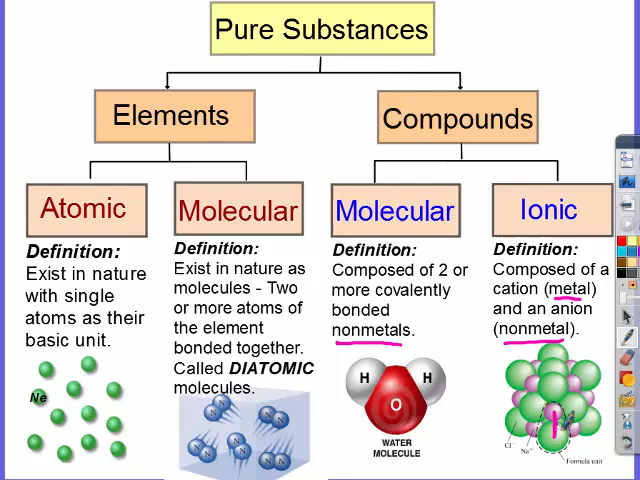 Pure Substances
Elements
Compounds
Atomic
Molecular
Molecular
Ionic
Definition:
Exist in nature
with single
atoms as their
basic unit.
Definition:
Exist in nature as
molecules - Two
or more atoms of
the element
bonded together.
Called DIATOMIC
molecules.
Definition:
Composed of 2 or
more covalently
bonded
nonmetals.
Definition:
Composed of a
cation (metal)
and an anion
(nonmetal).
Ne
N N
N N
N N
N N
N N
H H
O
WATER
MOLECULE
Cl⁻
Na⁺
Formula unit